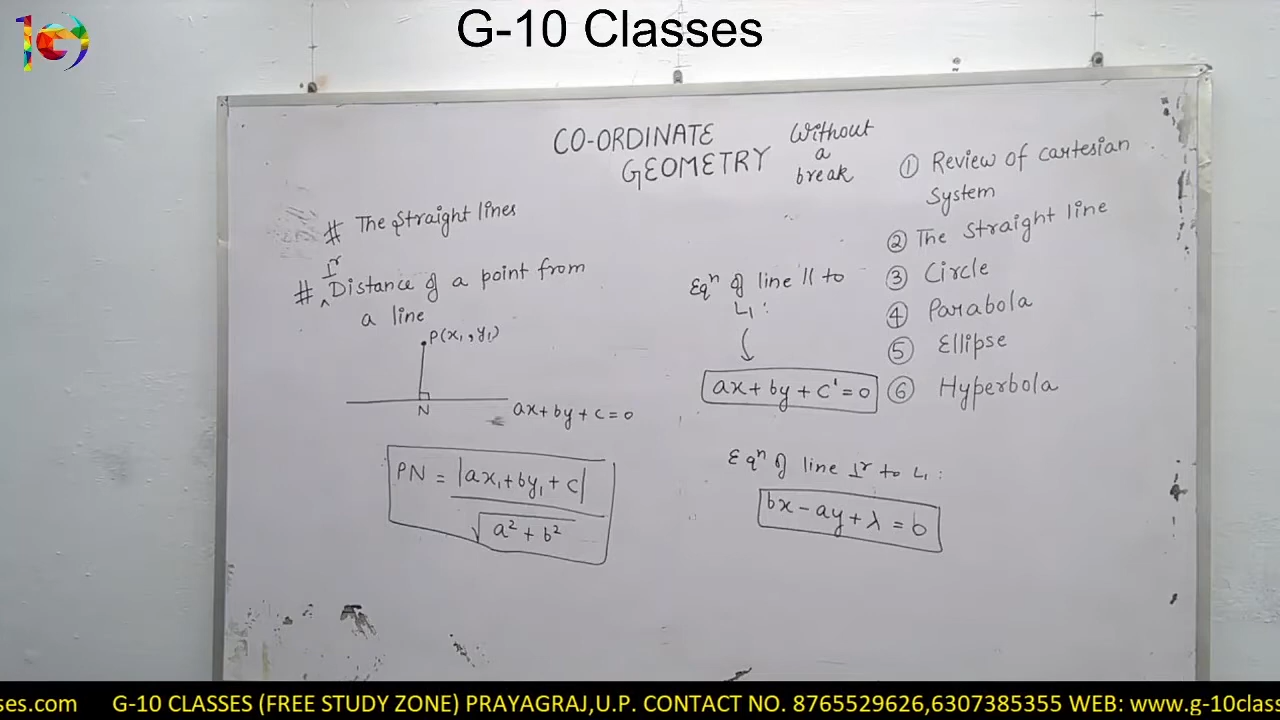 G-10 Classes
CO-ORDINATE
GEOMETRY
Without
a
break
# The Straight lines
# ⊥r Distance of a point from
a line
P(x₁, y₁)
N
ax + by + c = 0
PN = |ax₁ + by₁ + c|
√a² + b²
Eqⁿ of line || to
L₁ :
ax + by + c' = 0
Eqⁿ of line ⊥r to L₁ :
bx - ay + λ = b
① Review of cartesian
System
② The straight line
③ Circle
④ Parabola
⑤ Ellipse
⑥ Hyperbola
ses.com G-10 CLASSES (FREE STUDY ZONE) PRAYAGRAJ,U.P. CONTACT NO. 8765529626,6307385355 WEB: www.g-10class